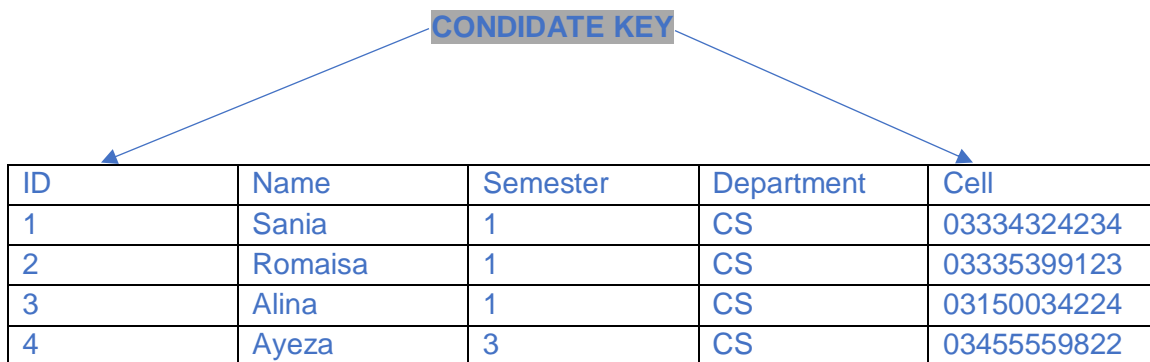 CONDIDATE KEY
ID Name Semester Department Cell
1 Sania 1 CS 03334324234
2 Romaisa 1 CS 03335399123
3 Alina 1 CS 03150034224
4 Ayeza 3 CS 03455559822